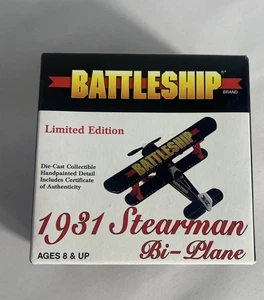 BATTLESHIP
BRAND
Limited Edition
Die-Cast Collectible
Handpainted Detail
Includes Certificate
of Authenticity
BATTLESHIP
1931 Stearman
Bi-Plane
AGES 8 & UP